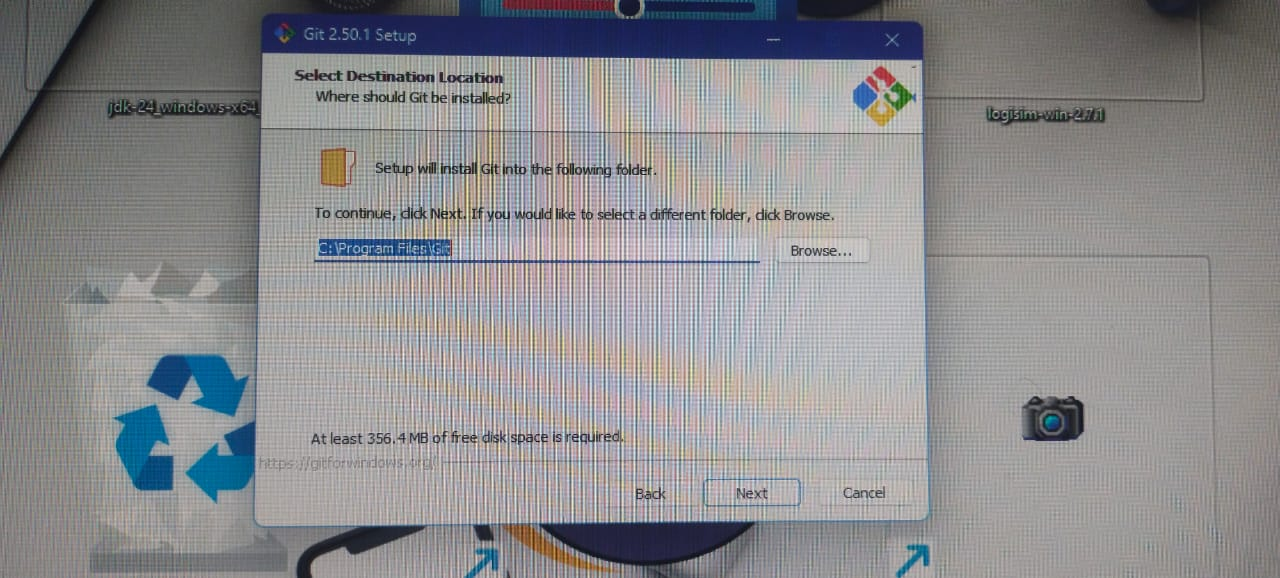 Git 2.50.1 Setup
Select Destination Location
Where should Git be installed?
jdk-24_windows-x64_
logisim-win-2.7.1
Setup will install Git into the following folder.
To continue, click Next. If you would like to select a different folder, click Browse.
C:\Program Files\Git
Browse...
At least 356.4 MB of free disk space is required.
https://gitforwindows.org/
Back
Next
Cancel